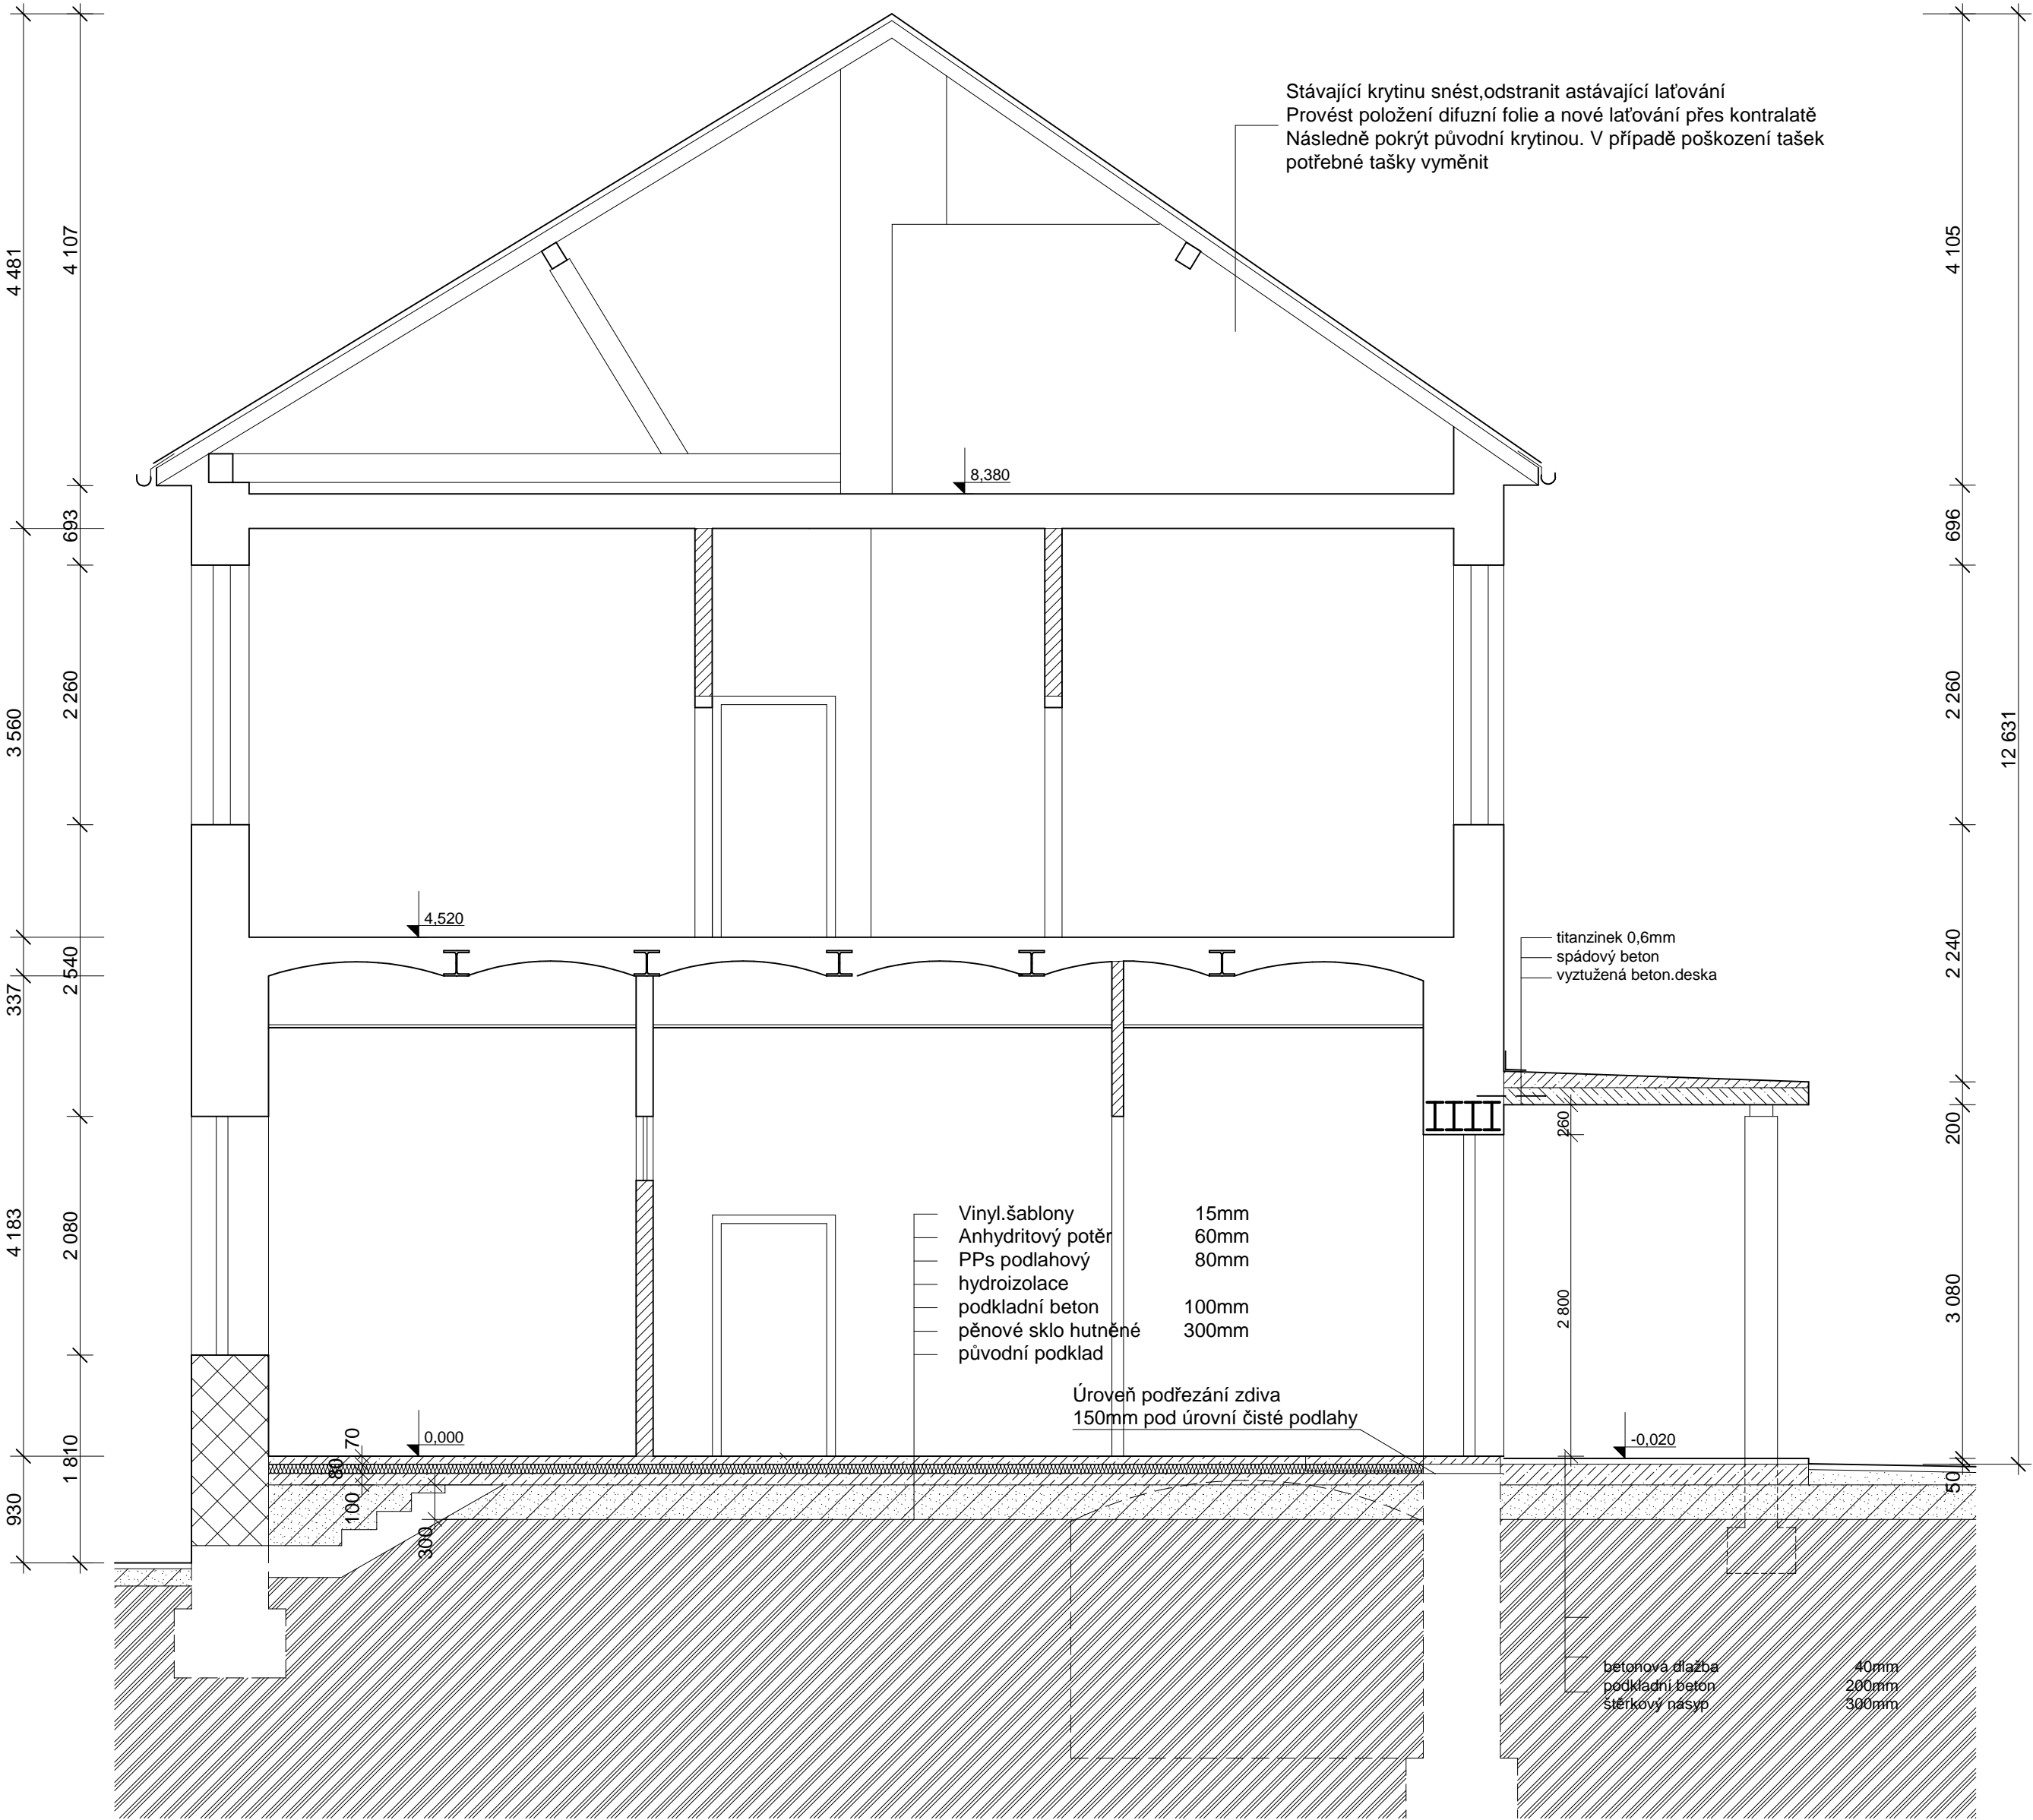 Stávající krytinu snést,odstranit astávající laťování
Provést položení difuzní folie a nové laťování přes kontralatě
Následně pokrýt původní krytinou. V případě poškození tašek
potřebné tašky vyměnit
4 481
4 107
4 105
8,380
693
696
3 560
2 260
2 260
12 631
4,520
337
2 540
2 240
titanzinek 0,6mm
spádový beton
vyztužená beton.deska
260
200
4 183
2 080
2 800
3 080
Vinyl.šablony 15mm
Anhydritový potěr 60mm
PPs podlahový 80mm
hydroizolace
podkladní beton 100mm
pěnové sklo hutněné 300mm
původní podklad
Úroveň podřezání zdiva
150mm pod úrovní čisté podlahy
0,000
-0,020
930
1 810
70
80
100
300
50
betonová dlažba 40mm
podkladní beton 200mm
štěrkový násyp 300mm